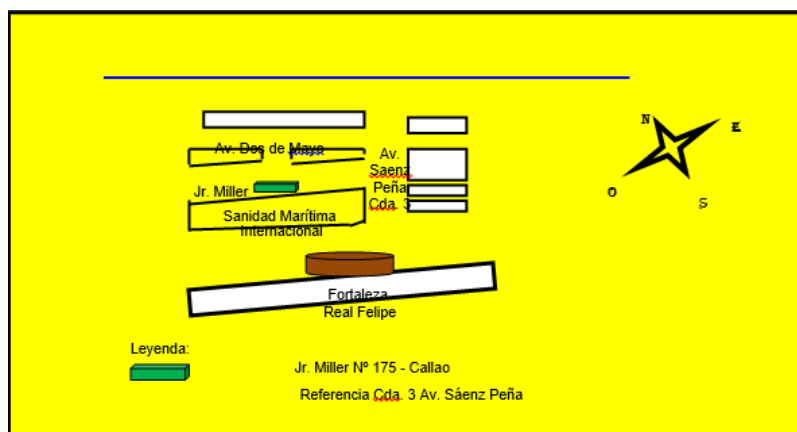 N
E
Av. Dos de Mayo
Av.
Saenz
Peña
Cda. 3
Jr. Miller
O
S
Sanidad Marítima
Internacional
Fortaleza
Real Felipe
Leyenda:
Jr. Miller Nº 175 - Callao
Referencia Cda. 3 Av. Sáenz Peña